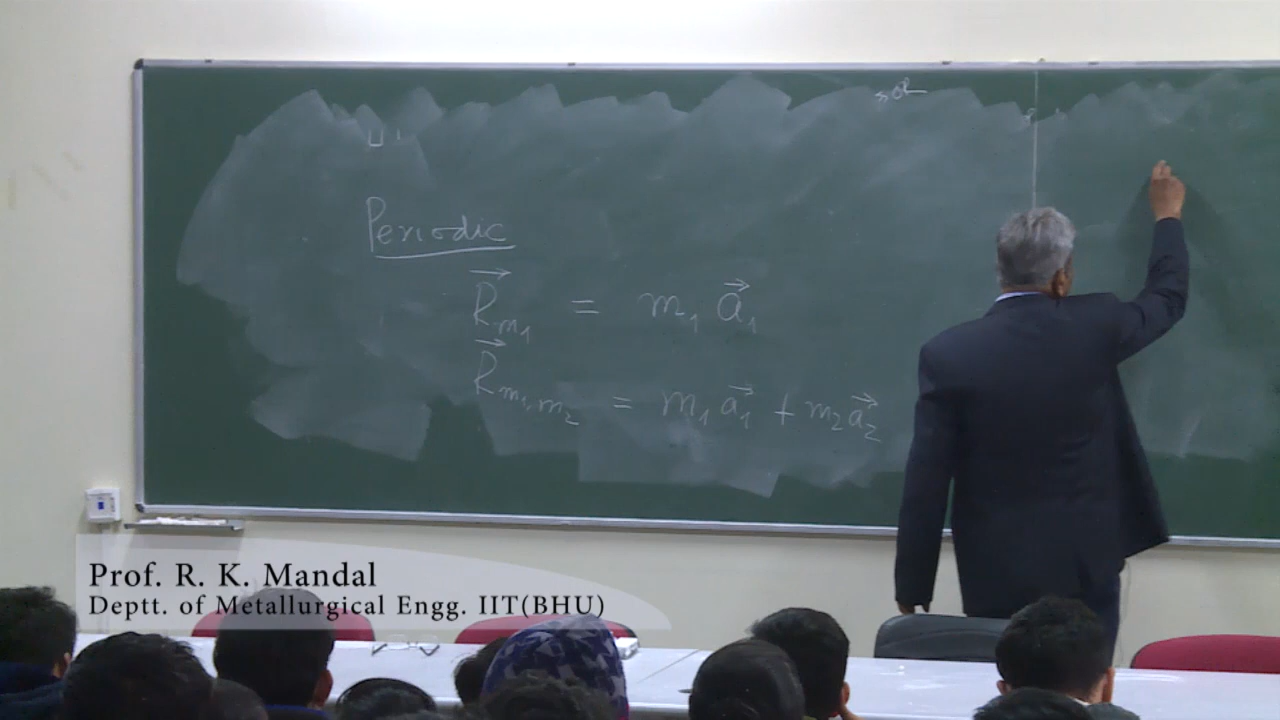 Periodic
R⃗ₘ₁ = m₁ a⃗₁
R⃗ₘ₁,ₘ₂ = m₁ a⃗₁ + m₂ a⃗₂
Prof. R. K. Mandal
Deptt. of Metallurgical Engg. IIT(BHU)